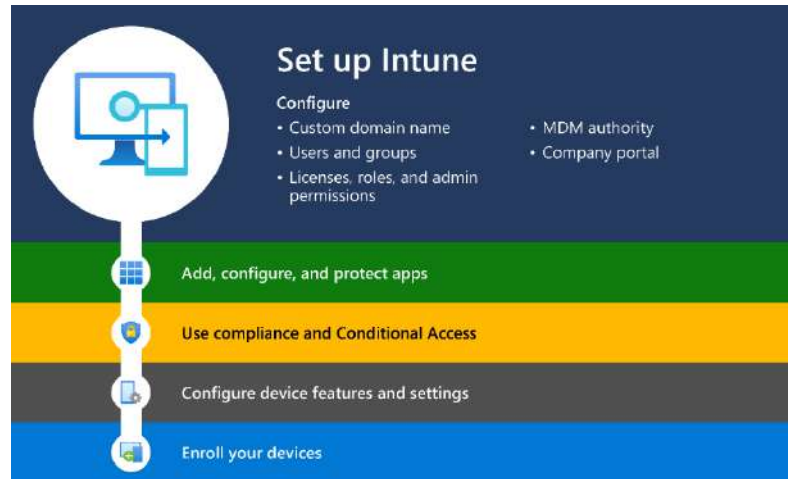 Set up Intune
Configure
• Custom domain name
• Users and groups
• Licenses, roles, and admin
permissions
• MDM authority
• Company portal
Add, configure, and protect apps
Use compliance and Conditional Access
Configure device features and settings
Enroll your devices